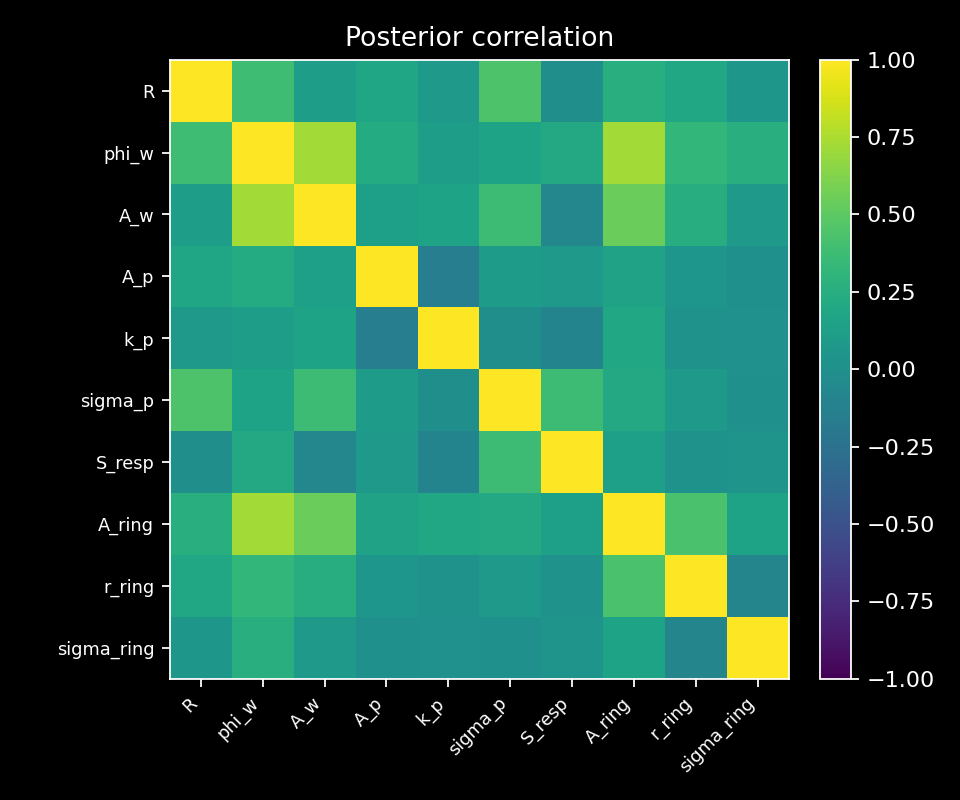 Posterior correlation
R
phi_w
A_w
A_p
k_p
sigma_p
S_resp
A_ring
r_ring
sigma_ring
R
phi_w
A_w
A_p
k_p
sigma_p
S_resp
A_ring
r_ring
sigma_ring
1.00
0.75
0.50
0.25
0.00
−0.25
−0.50
−0.75
−1.00